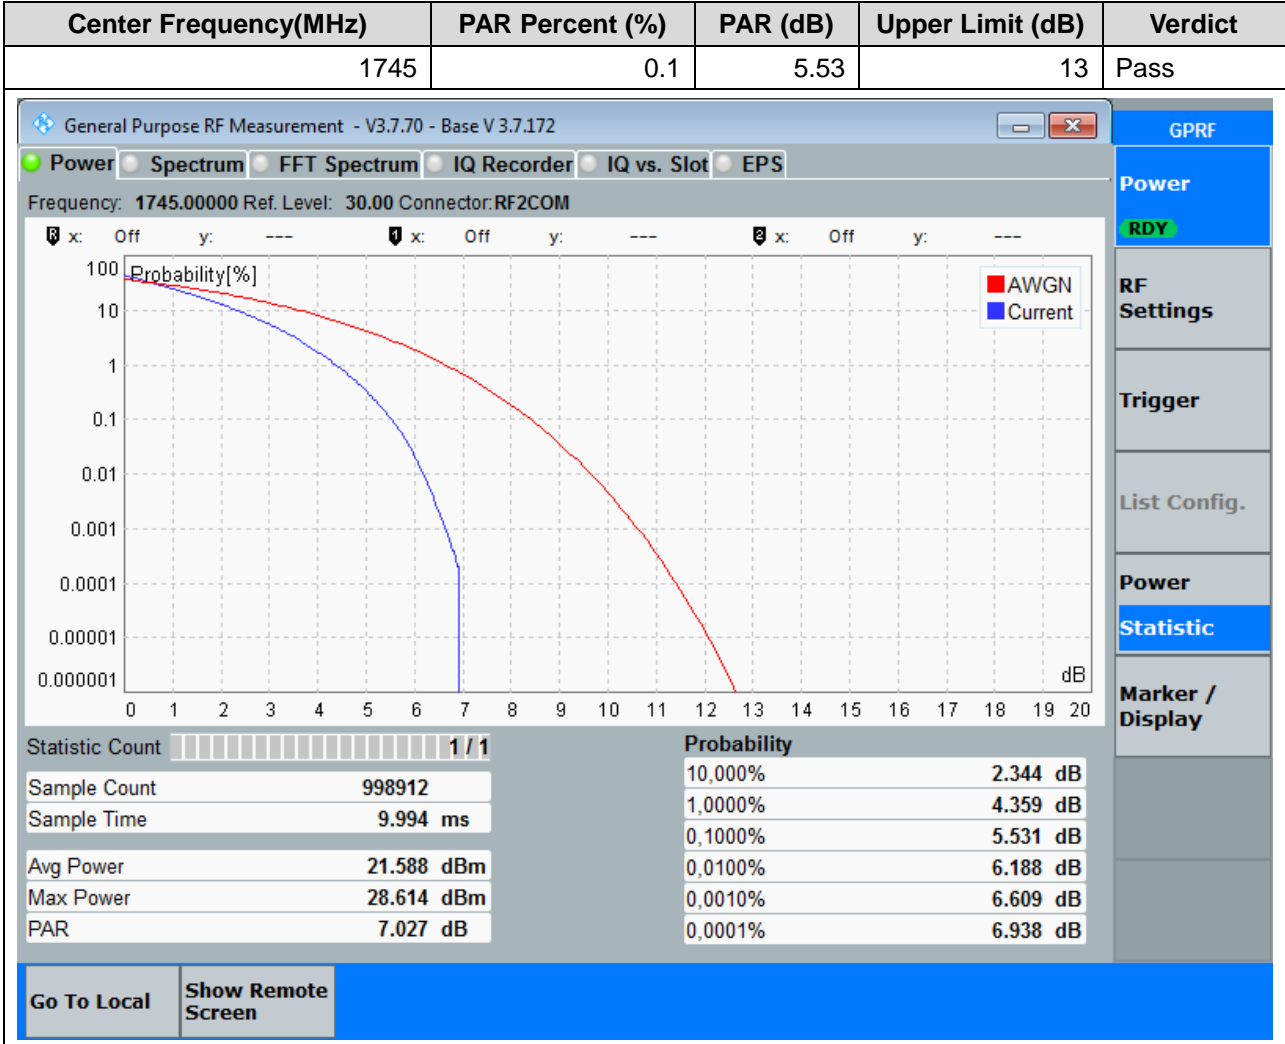 Center Frequency(MHz) PAR Percent (%) PAR (dB) Upper Limit (dB) Verdict
1745 0.1 5.53 13 Pass
General Purpose RF Measurement - V3.7.70 - Base V 3.7.172
GPRF
Power Spectrum FFT Spectrum IQ Recorder IQ vs. Slot EPS
Frequency: 1745.00000 Ref. Level: 30.00 Connector:RF2COM
R x: Off y: --- 1 x: Off y: --- 2 x: Off y: ---
Probability[%]
AWGN
Current
100
10
1
0.1
0.01
0.001
0.0001
0.00001
0.000001
dB
0 1 2 3 4 5 6 7 8 9 10 11 12 13 14 15 16 17 18 19 20
Statistic Count 1 / 1
Sample Count 998912
Sample Time 9.994 ms
Avg Power 21.588 dBm
Max Power 28.614 dBm
PAR 7.027 dB
Probability
10,000% 2.344 dB
1,0000% 4.359 dB
0,1000% 5.531 dB
0,0100% 6.188 dB
0,0010% 6.609 dB
0,0001% 6.938 dB
Power
RDY
RF
Settings
Trigger
List Config.
Power
Statistic
Marker /
Display
Go To Local
Show Remote
Screen